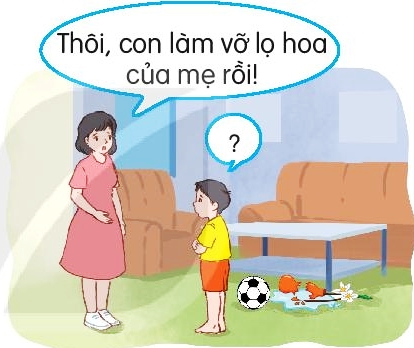 Thôi, con làm vỡ lọ hoa
của mẹ rồi!
?